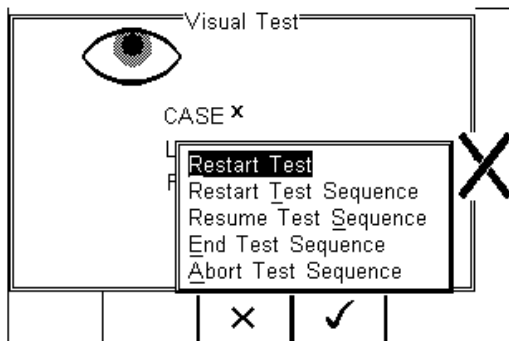 Visual Test
CASE x
Restart Test
Restart Test Sequence
Resume Test Sequence
End Test Sequence
Abort Test Sequence